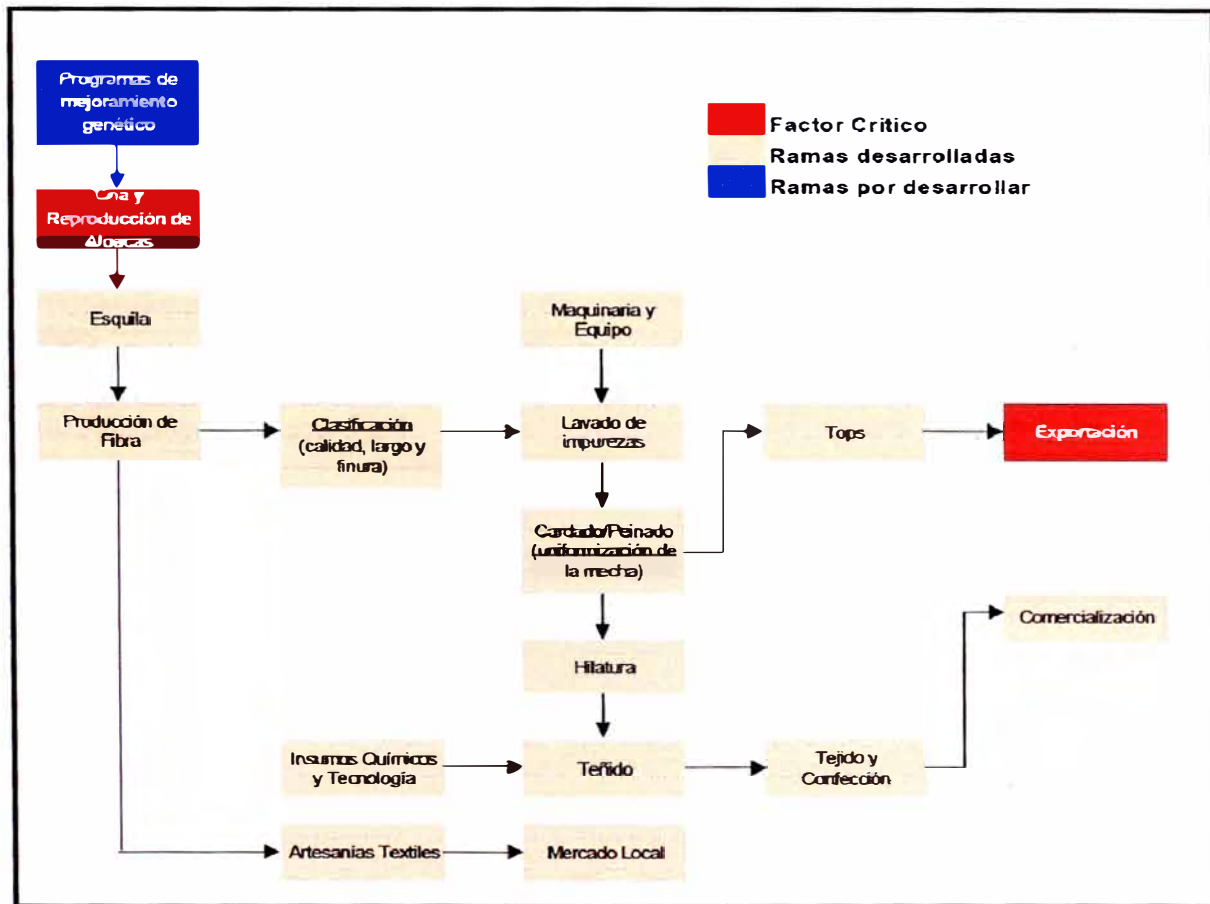 Programas de
mejoramiento
genético
Factor Critico
Ramas desarrolladas
Ramas por desarrollar
Cria y
Reproducción de
Alpacas
Esquila
Maquinaria y
Equipo
Producción de
Fibra
Clasificación
(calidad, largo y
finura)
Lavado de
impurezas
Tops
Exportación
Cardado/Peinado
(uniformización de
la mecha)
Comercialización
Hilatura
Insumos Químicos
y Tecnología
Teñido
Tejido y
Confección
Artesanías Textiles
Mercado Local